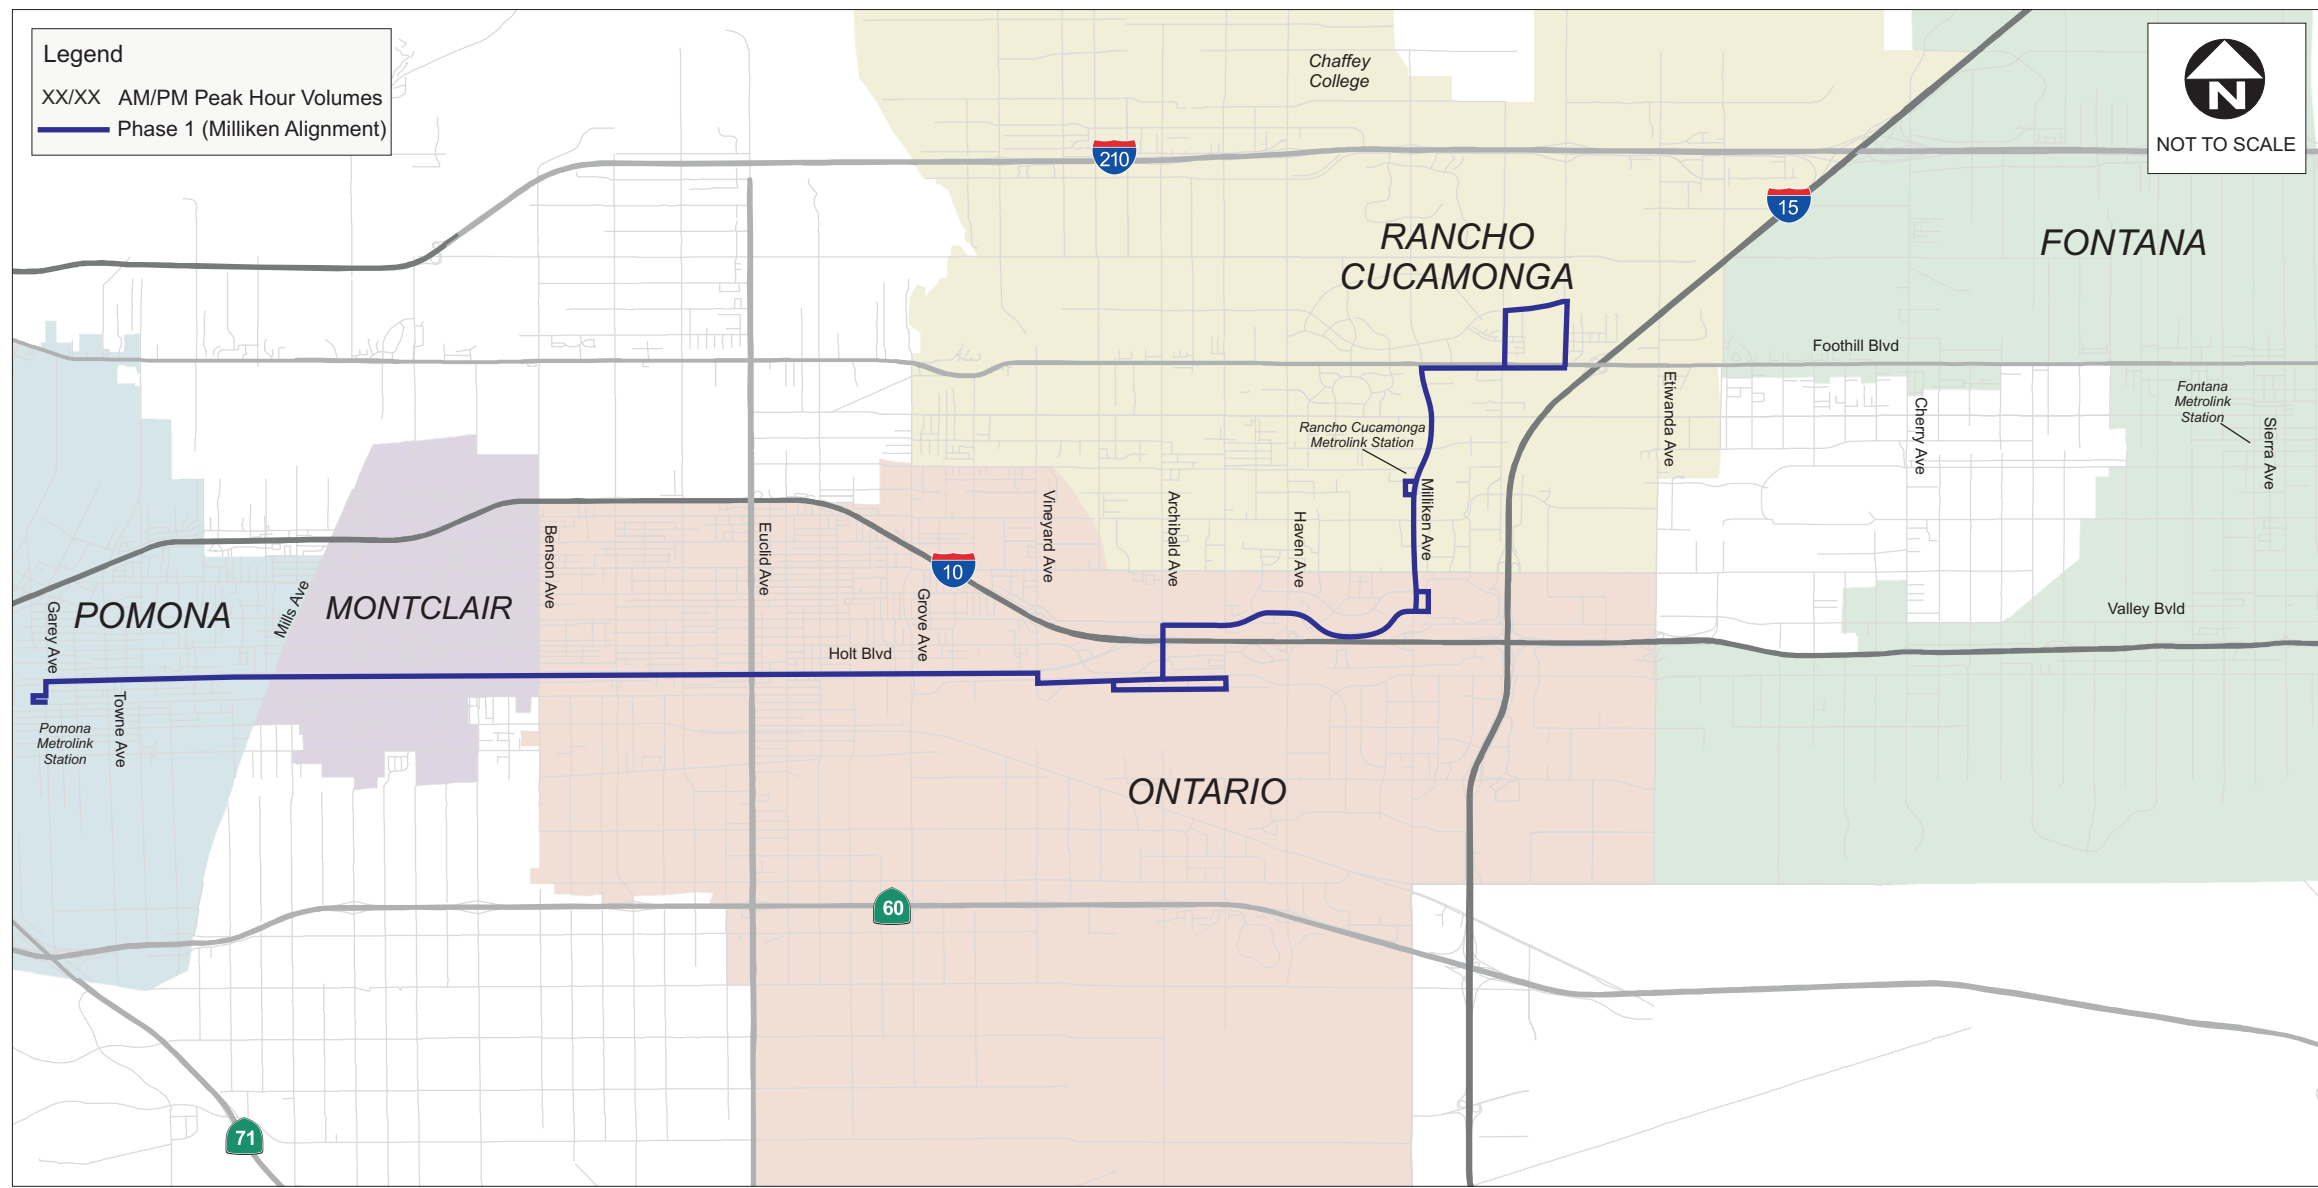 Legend
XX/XX AM/PM Peak Hour Volumes
Phase 1 (Milliken Alignment)
Chaffey
College
N
NOT TO SCALE
210
15
RANCHO
CUCAMONGA
FONTANA
Foothill Blvd
Etiwanda Ave
Cherry Ave
Fontana
Metrolink
Station
Sierra Ave
Rancho Cucamonga
Metrolink Station
Milliken Ave
Haven Ave
Archibald Ave
Vineyard Ave
Euclid Ave
Benson Ave
10
Grove Ave
Mills Ave
Garey Ave
POMONA
MONTCLAIR
Valley Bvld
Holt Blvd
Towne Ave
Pomona
Metrolink
Station
ONTARIO
60
71